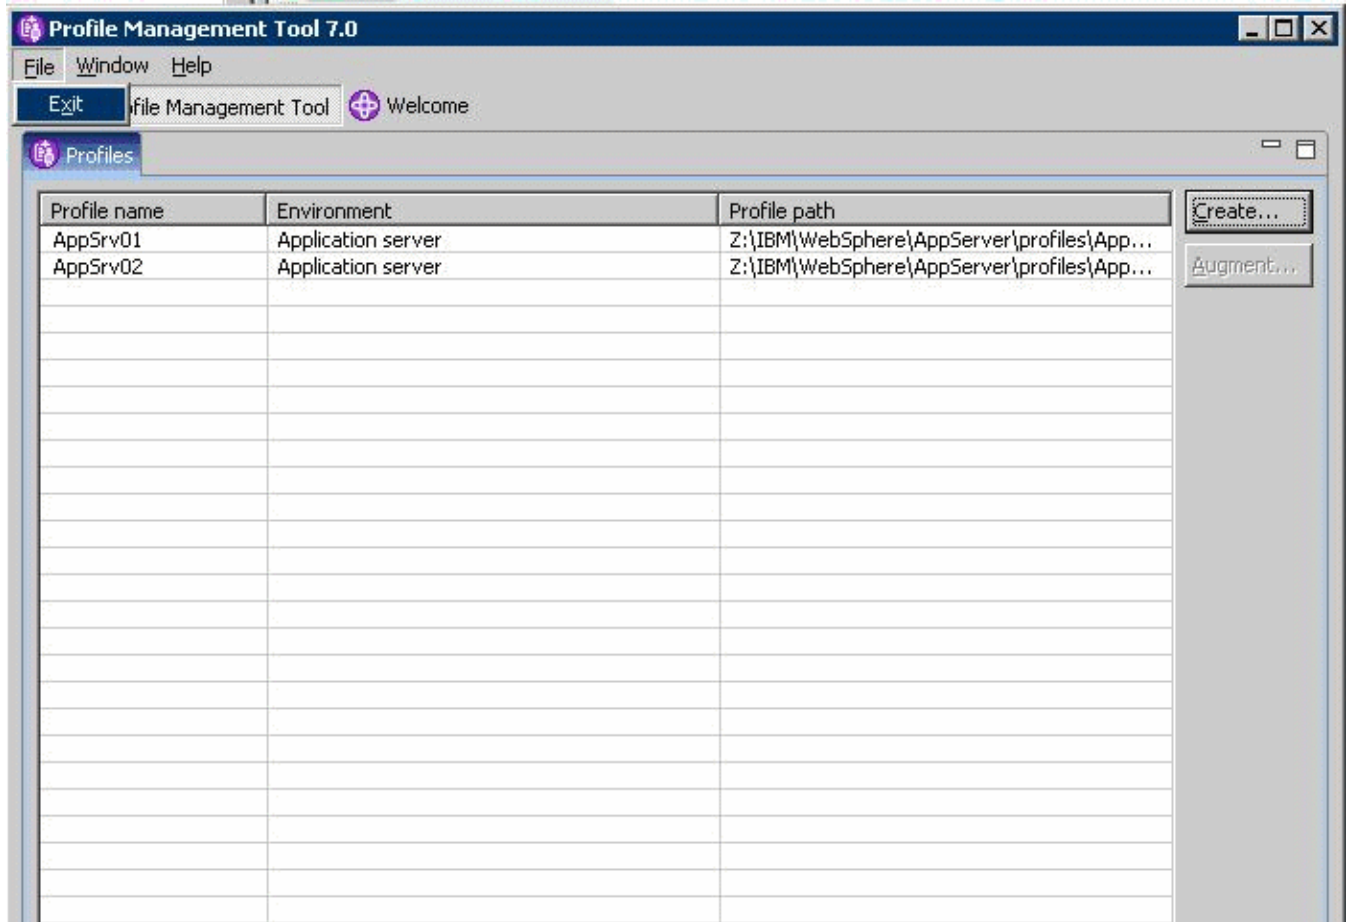 Profile Management Tool 7.0
File Window Help
Exit ofile Management Tool Welcome
Profiles
Profile name Environment Profile path
Create...
AppSrv01 Application server Z:\IBM\WebSphere\AppServer\profiles\App...
AppSrv02 Application server Z:\IBM\WebSphere\AppServer\profiles\App...
Augment...